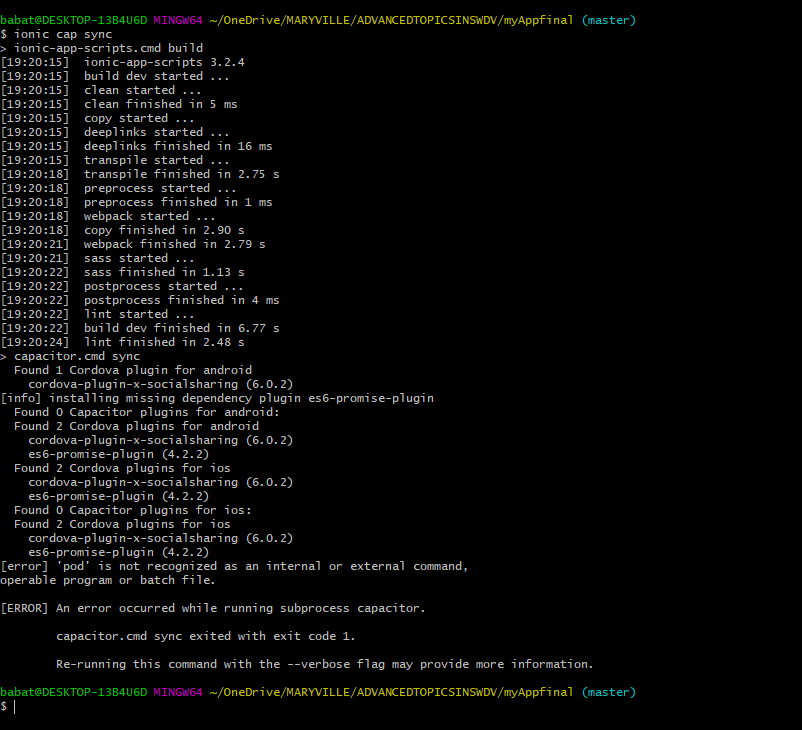 babat@DESKTOP-13B4U6D MINGW64 ~/OneDrive/MARYVILLE/ADVANCEDTOPICSINSWDV/myAppfinal (master)
$ ionic cap sync
> ionic-app-scripts.cmd build
[19:20:15]  ionic-app-scripts 3.2.4
[19:20:15]  build dev started ...
[19:20:15]  clean started ...
[19:20:15]  clean finished in 5 ms
[19:20:15]  copy started ...
[19:20:15]  deeplinks started ...
[19:20:15]  deeplinks finished in 16 ms
[19:20:15]  transpile started ...
[19:20:18]  transpile finished in 2.75 s
[19:20:18]  preprocess started ...
[19:20:18]  preprocess finished in 1 ms
[19:20:18]  webpack started ...
[19:20:18]  copy finished in 2.90 s
[19:20:21]  webpack finished in 2.79 s
[19:20:21]  sass started ...
[19:20:22]  sass finished in 1.13 s
[19:20:22]  postprocess started ...
[19:20:22]  postprocess finished in 4 ms
[19:20:22]  lint started ...
[19:20:22]  build dev finished in 6.77 s
[19:20:24]  lint finished in 2.48 s
> capacitor.cmd sync
  Found 1 Cordova plugin for android
    cordova-plugin-x-socialsharing (6.0.2)
[info] installing missing dependency plugin es6-promise-plugin
  Found 0 Capacitor plugins for android:
  Found 2 Cordova plugins for android
    cordova-plugin-x-socialsharing (6.0.2)
    es6-promise-plugin (4.2.2)
  Found 2 Cordova plugins for ios
    cordova-plugin-x-socialsharing (6.0.2)
    es6-promise-plugin (4.2.2)
  Found 0 Capacitor plugins for ios:
  Found 2 Cordova plugins for ios
    cordova-plugin-x-socialsharing (6.0.2)
    es6-promise-plugin (4.2.2)
[error] 'pod' is not recognized as an internal or external command,
operable program or batch file.
[ERROR] An error occurred while running subprocess capacitor.
        capacitor.cmd sync exited with exit code 1.
        Re-running this command with the --verbose flag may provide more information.
babat@DESKTOP-13B4U6D MINGW64 ~/OneDrive/MARYVILLE/ADVANCEDTOPICSINSWDV/myAppfinal (master)
$